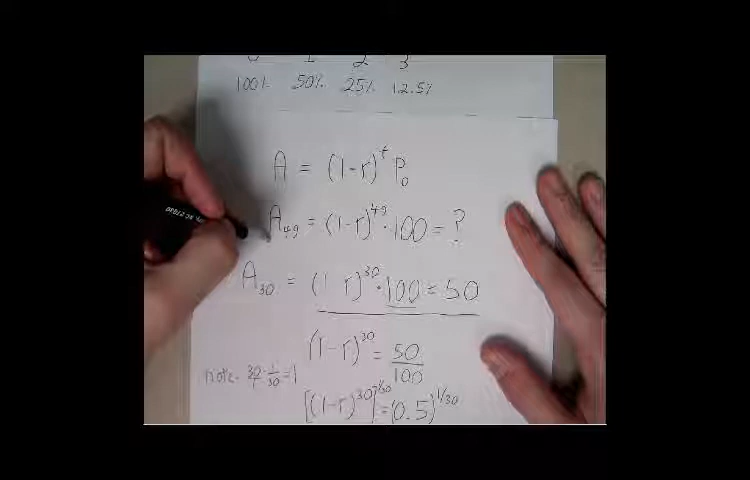 0 1 2 3
100% 50% 25% 12.5%
A = (1-r)^t P₀
A₄₉ = (1-r)^49 · 100 = ?
A₃₀ = (1 r)^30 · 100 = 50
(1-r)^30 = 50/100
note. 30/1 · 1/30 = 1
[(1-r)^30]^1/30 = (0.5)^1/30